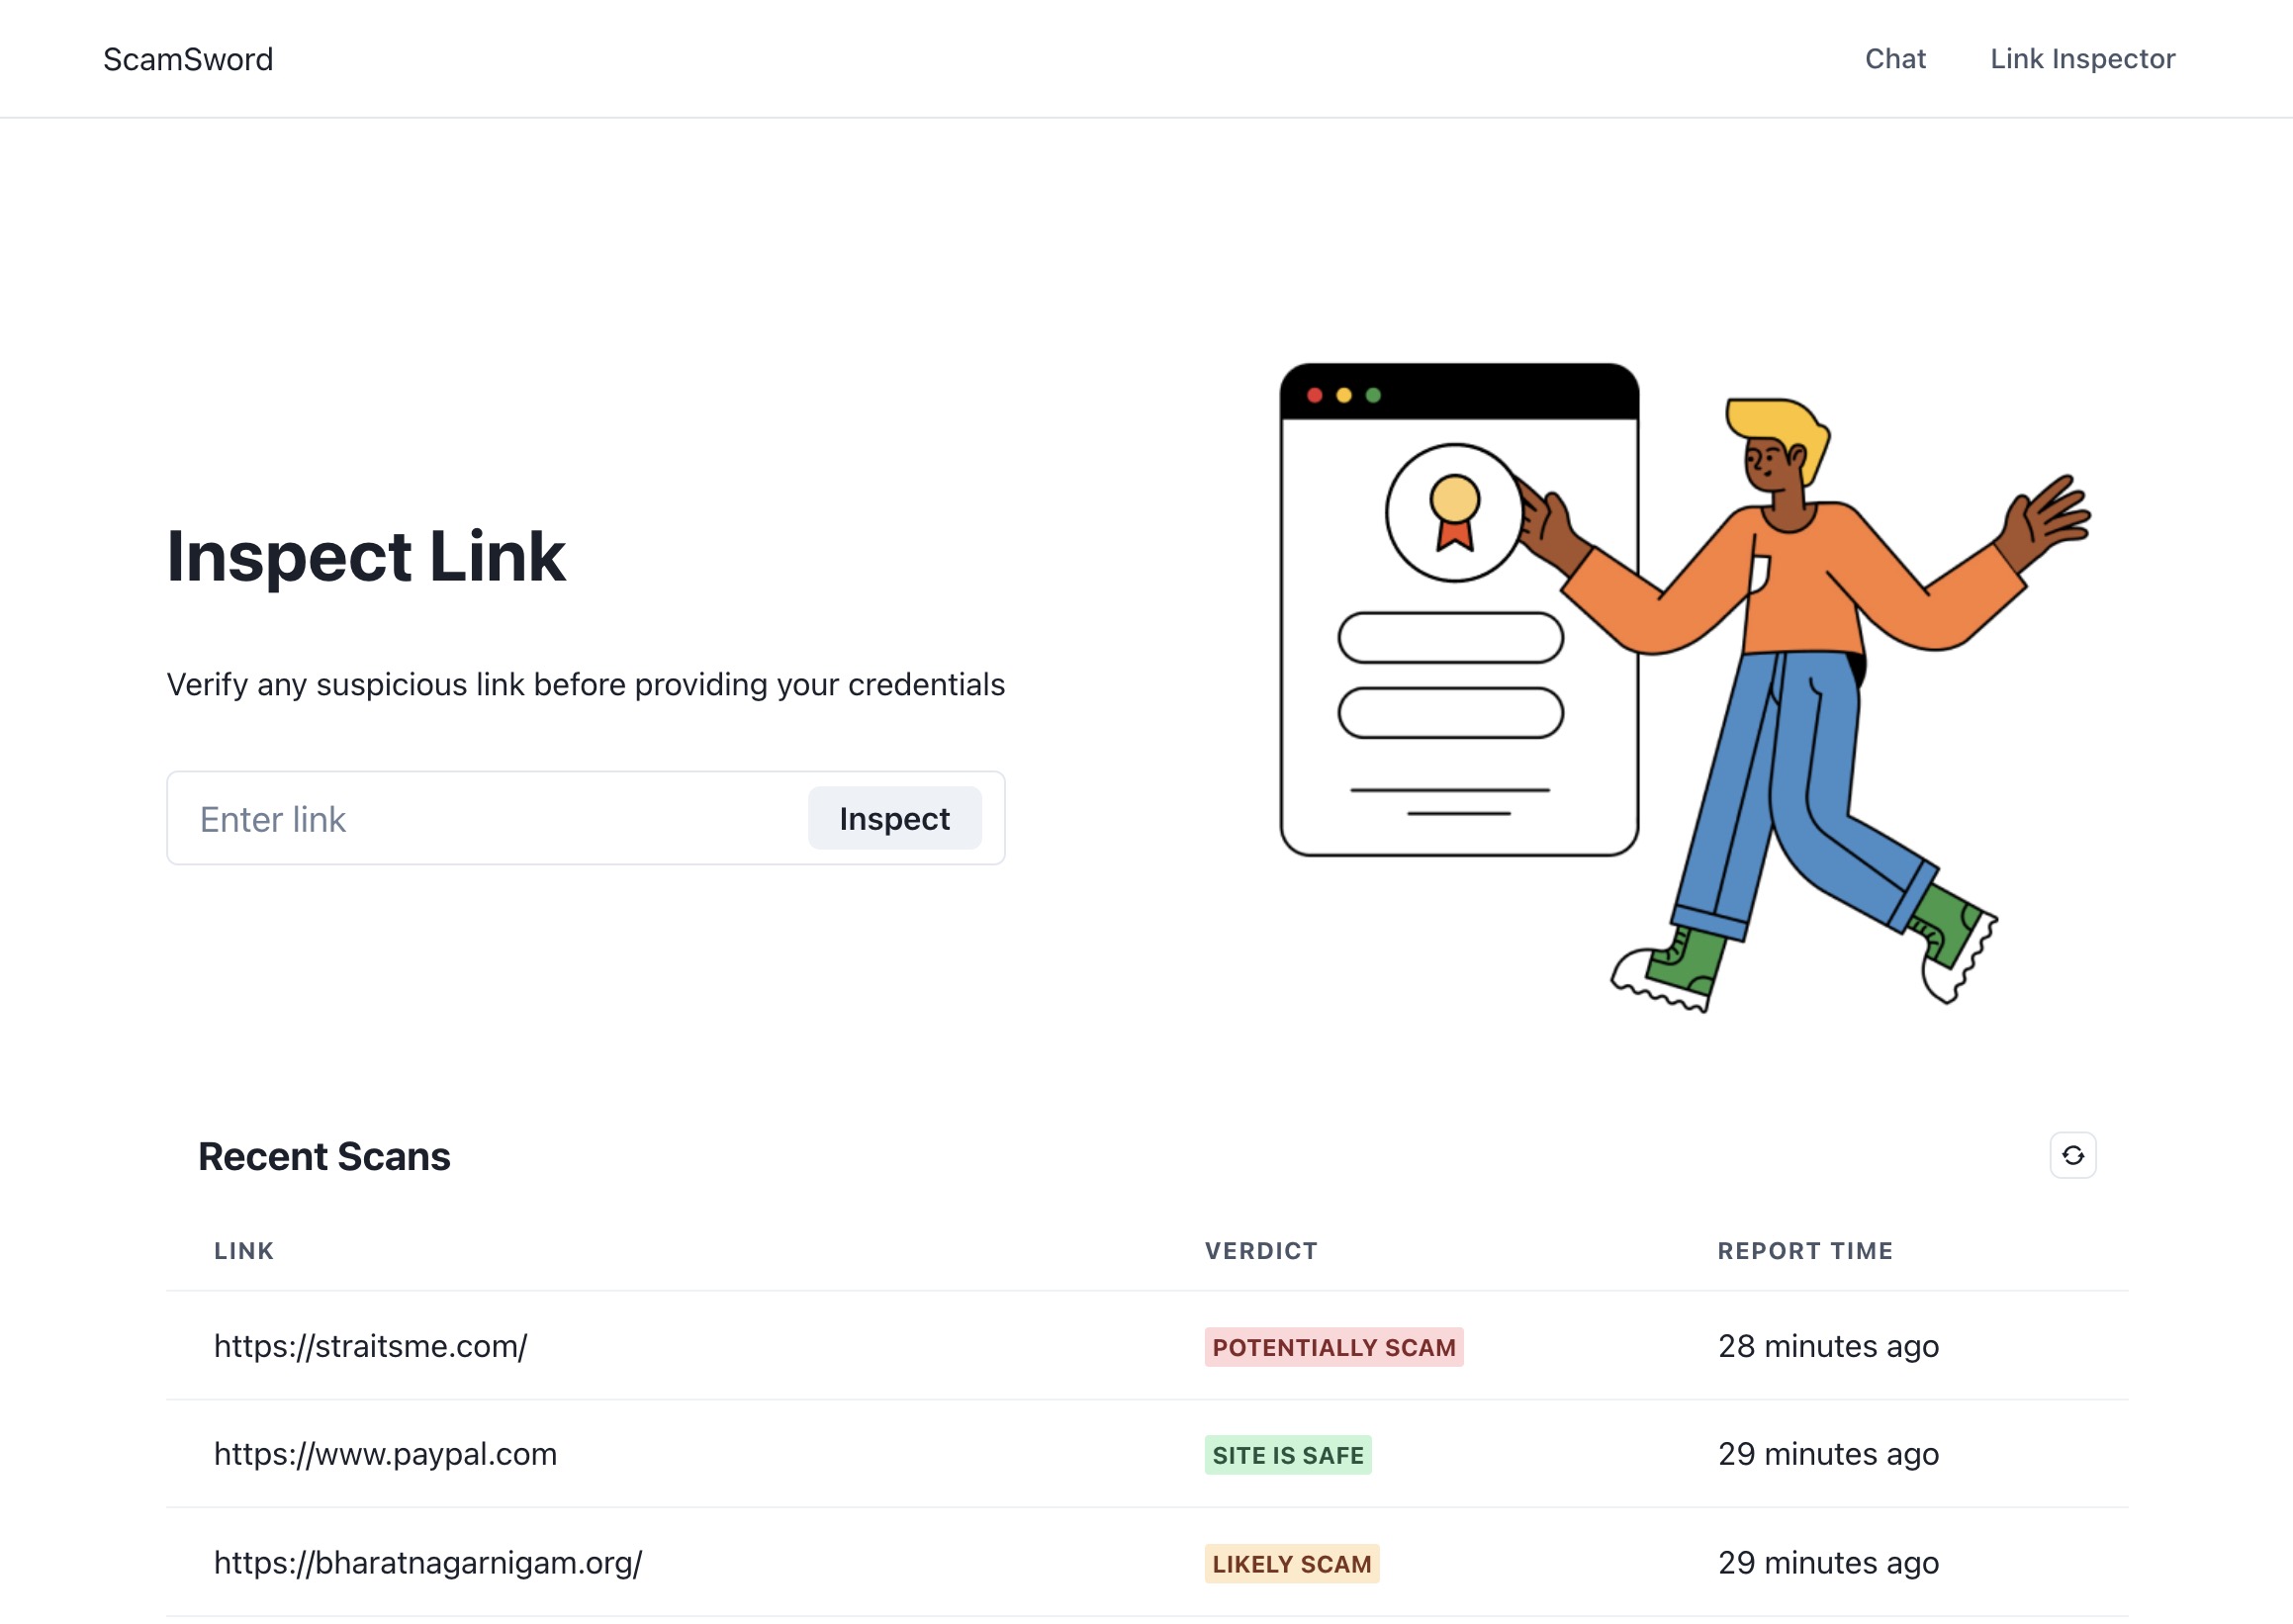 ScamSword
Chat
Link Inspector
Inspect Link
Verify any suspicious link before providing your credentials
Enter link
Inspect
Recent Scans
LINK VERDICT REPORT TIME
https://straitsme.com/ POTENTIALLY SCAM 28 minutes ago
https://www.paypal.com SITE IS SAFE 29 minutes ago
https://bharatnagarnigam.org/ LIKELY SCAM 29 minutes ago